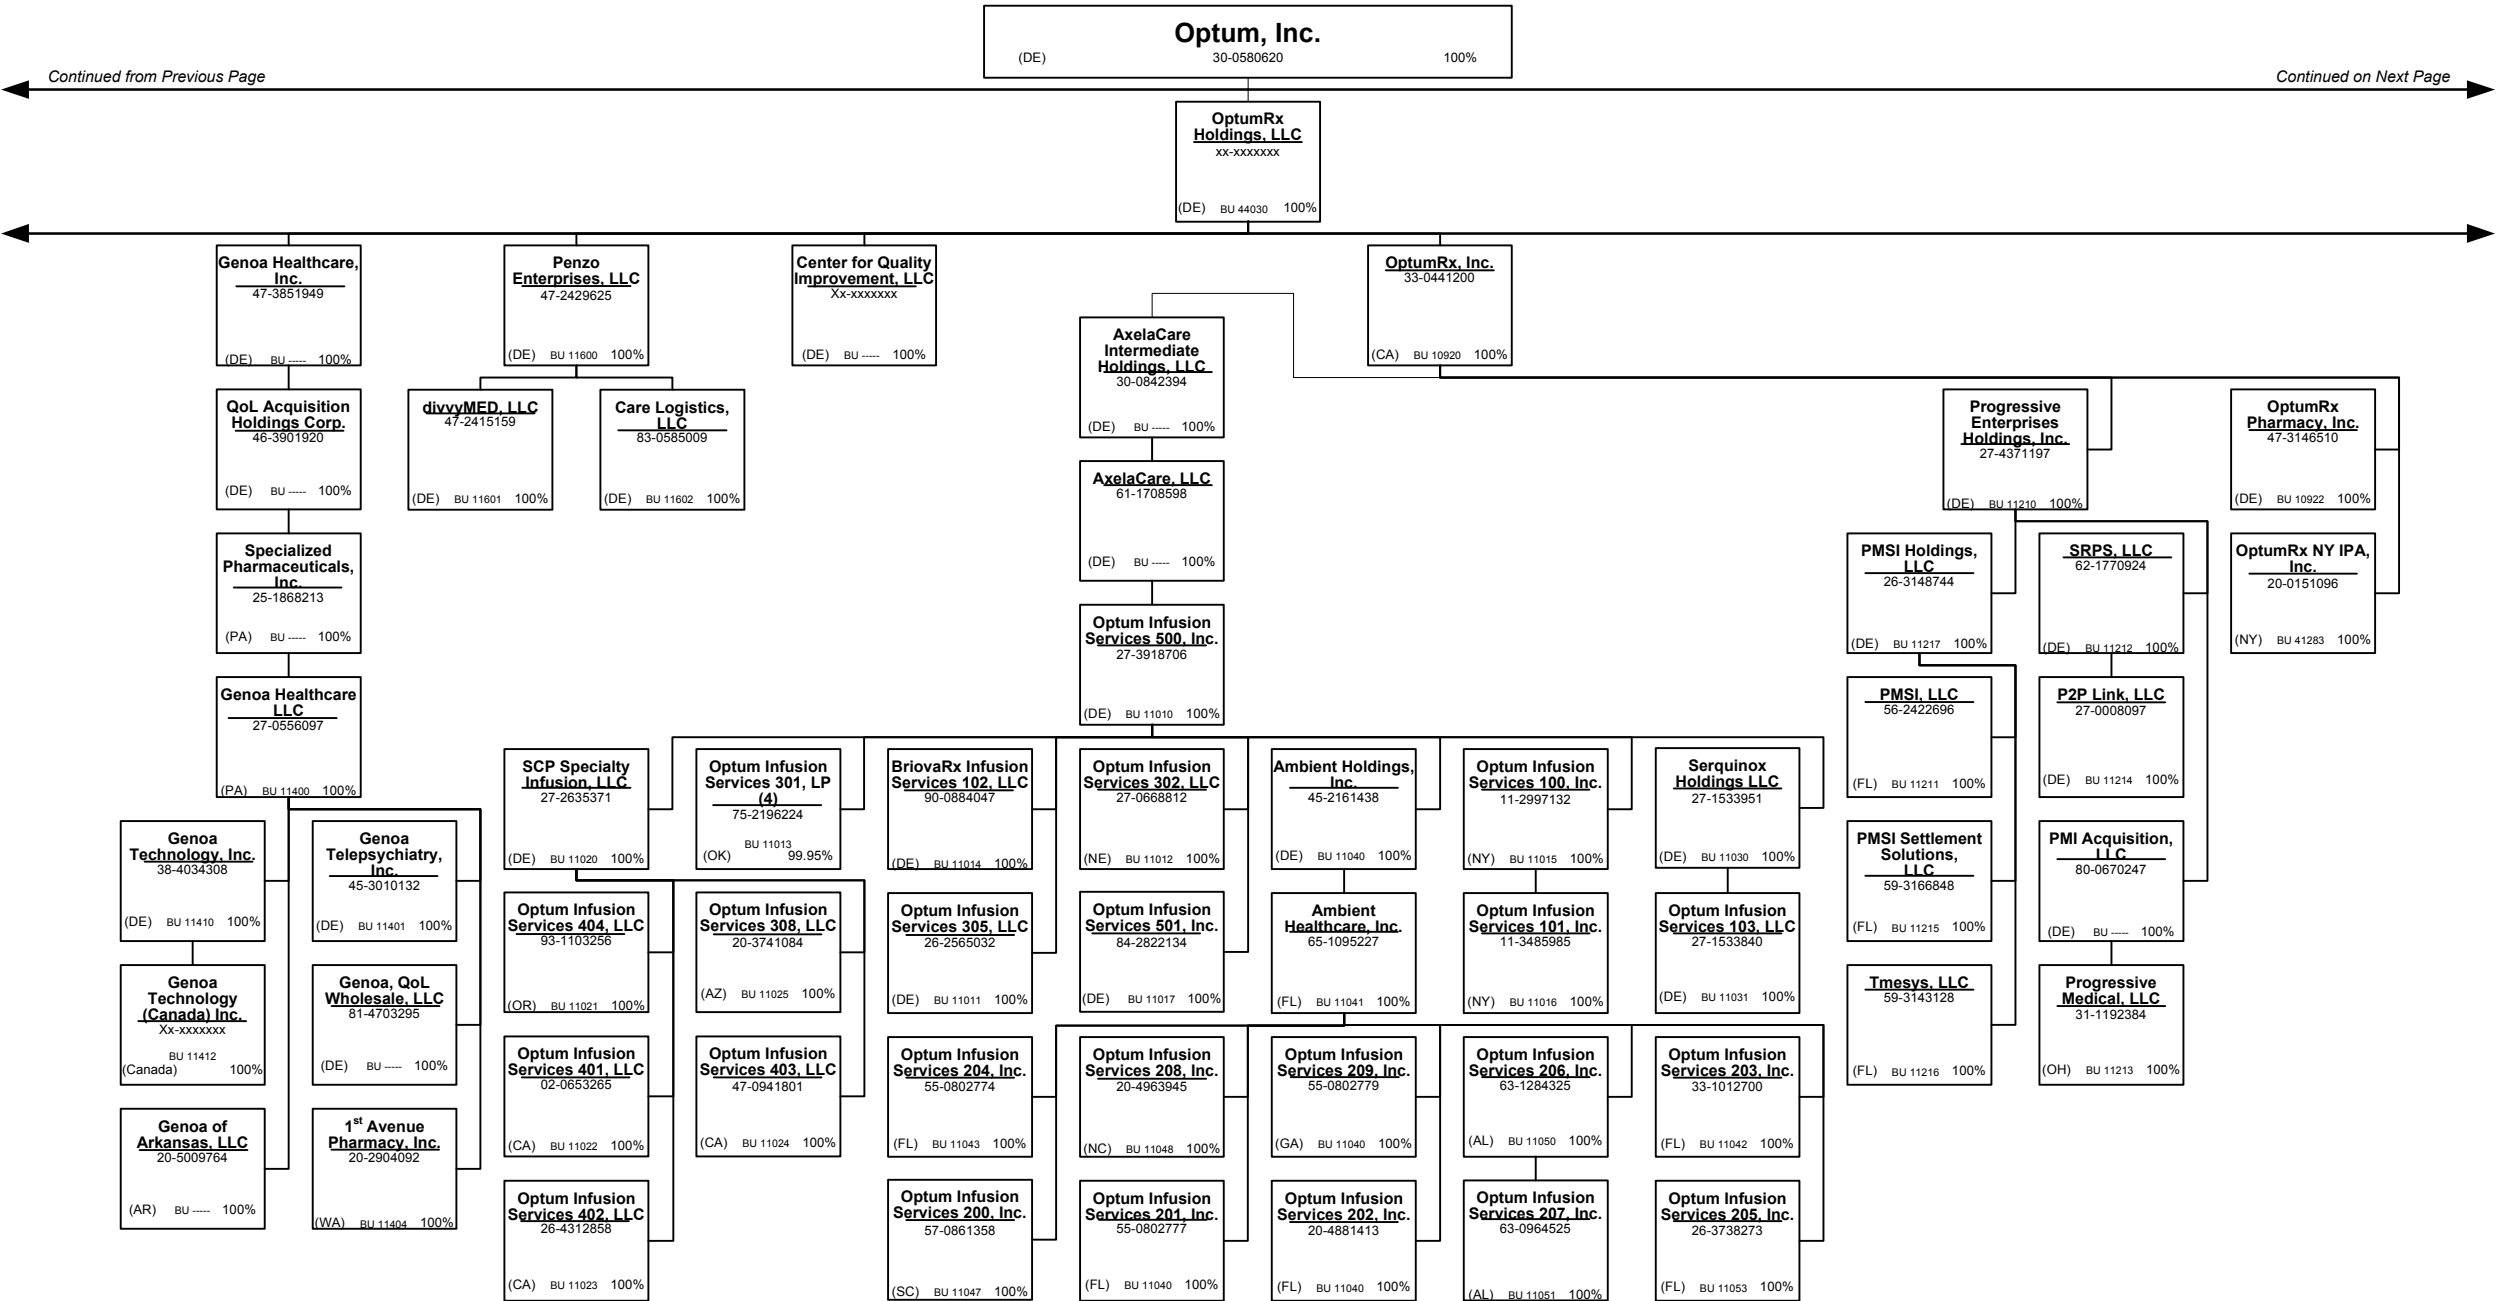 Optum, Inc.
(DE) 30-0580620 100%
Continued from Previous Page
Continued on Next Page
OptumRx
Holdings, LLC
xx-xxxxxxx
(DE) BU 44030 100%
Genoa Healthcare,
Inc.
47-3851949
(DE) BU ----- 100%
Penzo
Enterprises, LLC
47-2429625
(DE) BU 11600 100%
Center for Quality
Improvement, LLC
Xx-xxxxxxx
(DE) BU ----- 100%
OptumRx, Inc.
33-0441200
(CA) BU 10920 100%
AxelaCare
Intermediate
Holdings, LLC
30-0842394
(DE) BU ----- 100%
QoL Acquisition
Holdings Corp.
46-3901920
(DE) BU ----- 100%
divvyMED, LLC
47-2415159
(DE) BU 11601 100%
Care Logistics,
LLC
83-0585009
(DE) BU 11602 100%
Progressive
Enterprises
Holdings, Inc.
27-4371197
(DE) BU 11210 100%
OptumRx
Pharmacy, Inc.
47-3146510
(DE) BU 10922 100%
AxelaCare, LLC
61-1708598
(DE) BU ----- 100%
Specialized
Pharmaceuticals,
Inc.
25-1868213
(PA) BU ----- 100%
PMSI Holdings,
LLC
26-3148744
(DE) BU 11217 100%
SRPS, LLC
62-1770924
(DE) BU 11212 100%
OptumRx NY IPA,
Inc.
20-0151096
(NY) BU 41283 100%
Optum Infusion
Services 500, Inc.
27-3918706
(DE) BU 11010 100%
Genoa Healthcare
LLC
27-0556097
(PA) BU 11400 100%
PMSI, LLC
56-2422696
(FL) BU 11211 100%
P2P Link, LLC
27-0008097
(DE) BU 11214 100%
SCP Specialty
Infusion, LLC
27-2635371
(DE) BU 11020 100%
Optum Infusion
Services 301, LP
(4)
75-2196224
BU 11013
(OK) 99.95%
BriovaRx Infusion
Services 102, LLC
90-0884047
(DE) BU 11014 100%
Optum Infusion
Services 302, LLC
27-0668812
(NE) BU 11012 100%
Ambient Holdings,
Inc.
45-2161438
(DE) BU 11040 100%
Optum Infusion
Services 100, Inc.
11-2997132
(NY) BU 11015 100%
Serquinox
Holdings LLC
27-1533951
(DE) BU 11030 100%
Genoa
Technology, Inc.
38-4034308
(DE) BU 11410 100%
Genoa
Telepsychiatry,
Inc.
45-3010132
(DE) BU 11401 100%
PMSI Settlement
Solutions,
LLC
59-3166848
(FL) BU 11215 100%
PMI Acquisition,
LLC
80-0670247
(DE) BU ----- 100%
Optum Infusion
Services 404, LLC
93-1103256
(OR) BU 11021 100%
Optum Infusion
Services 308, LLC
20-3741084
(AZ) BU 11025 100%
Optum Infusion
Services 305, LLC
26-2565032
(DE) BU 11011 100%
Optum Infusion
Services 501, Inc.
84-2822134
(DE) BU 11017 100%
Ambient
Healthcare, Inc.
65-1095227
(FL) BU 11041 100%
Optum Infusion
Services 101, Inc.
11-3485985
(NY) BU 11016 100%
Optum Infusion
Services 103, LLC
27-1533840
(DE) BU 11031 100%
Genoa
Technology
(Canada) Inc.
Xx-xxxxxxx
BU 11412
(Canada) 100%
Genoa, QoL
Wholesale, LLC
81-4703295
(DE) BU ----- 100%
Tmesys, LLC
59-3143128
(FL) BU 11216 100%
Progressive
Medical, LLC
31-1192384
(OH) BU 11213 100%
Optum Infusion
Services 401, LLC
02-0653265
(CA) BU 11022 100%
Optum Infusion
Services 403, LLC
47-0941801
(CA) BU 11024 100%
Optum Infusion
Services 204, Inc.
55-0802774
(FL) BU 11043 100%
Optum Infusion
Services 208, Inc.
20-4963945
(NC) BU 11048 100%
Optum Infusion
Services 209, Inc.
55-0802779
(GA) BU 11040 100%
Optum Infusion
Services 206, Inc.
63-1284325
(AL) BU 11050 100%
Optum Infusion
Services 203, Inc.
33-1012700
(FL) BU 11042 100%
Genoa of
Arkansas, LLC
20-5009764
(AR) BU ----- 100%
1st Avenue
Pharmacy, Inc.
20-2904092
(WA) BU 11404 100%
Optum Infusion
Services 402, LLC
26-4312858
(CA) BU 11023 100%
Optum Infusion
Services 200, Inc.
57-0861358
(SC) BU 11047 100%
Optum Infusion
Services 201, Inc.
55-0802777
(FL) BU 11040 100%
Optum Infusion
Services 202, Inc.
20-4881413
(FL) BU 11040 100%
Optum Infusion
Services 207, Inc.
63-0964525
(AL) BU 11051 100%
Optum Infusion
Services 205, Inc.
26-3738273
(FL) BU 11053 100%